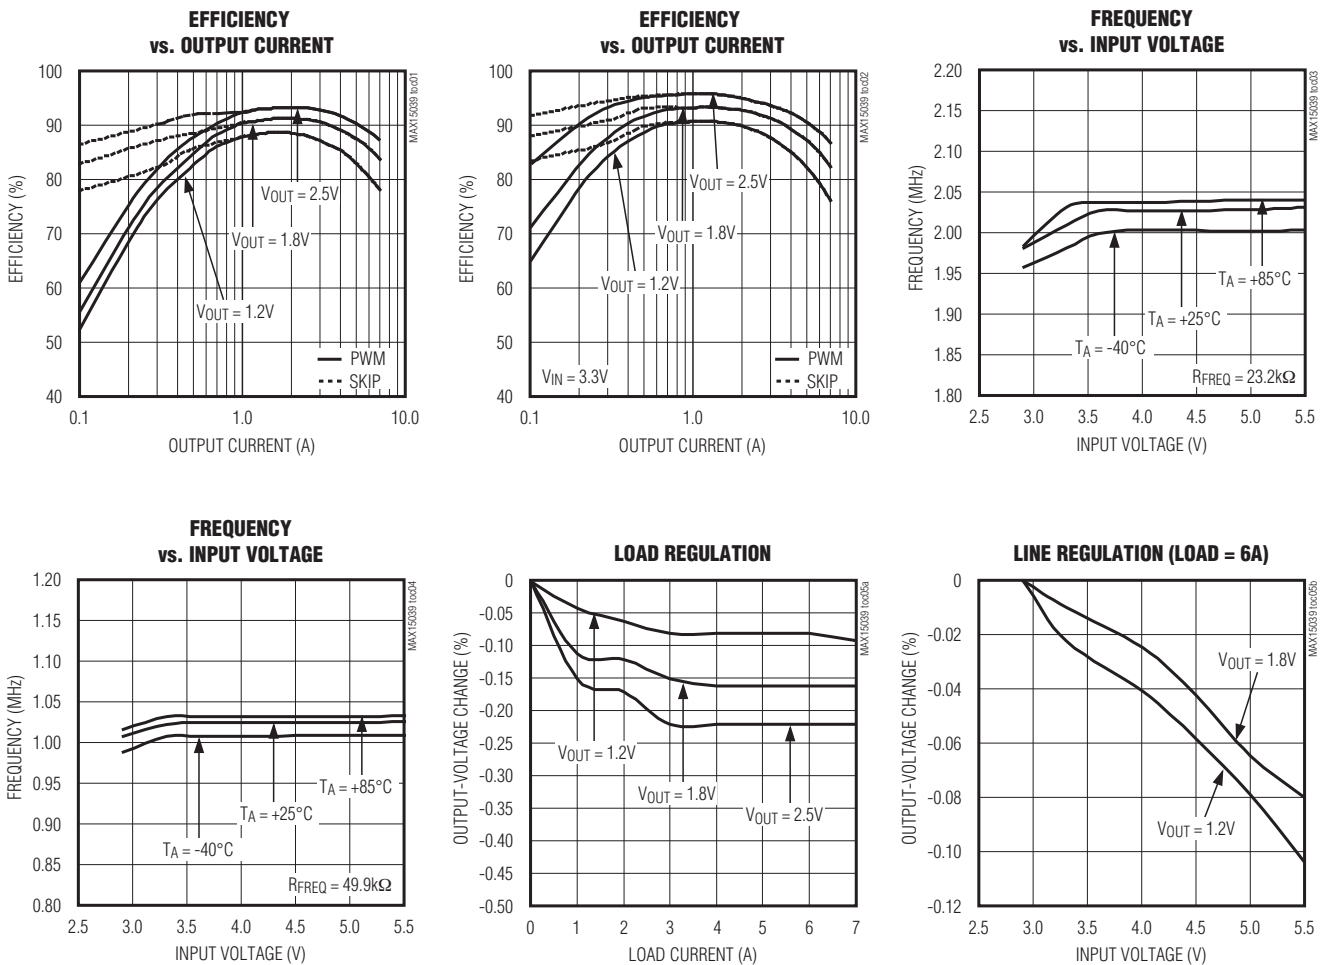 EFFICIENCY
vs. OUTPUT CURRENT
100
90
80
70
60
50
40
0.1
1.0
10.0
EFFICIENCY (%)
OUTPUT CURRENT (A)
MAX15039 toc01
VOUT = 2.5V
VOUT = 1.8V
VOUT = 1.2V
PWM
SKIP
EFFICIENCY
vs. OUTPUT CURRENT
100
90
80
70
60
50
40
0.1
1.0
10.0
EFFICIENCY (%)
OUTPUT CURRENT (A)
MAX15039 toc02
VOUT = 2.5V
VOUT = 1.8V
VOUT = 1.2V
VIN = 3.3V
PWM
SKIP
FREQUENCY
vs. INPUT VOLTAGE
2.20
2.15
2.10
2.05
2.00
1.95
1.90
1.85
1.80
2.5
3.0
3.5
4.0
4.5
5.0
5.5
FREQUENCY (MHz)
INPUT VOLTAGE (V)
MAX15039 toc03
TA = +85°C
TA = +25°C
TA = -40°C
RFREQ = 23.2kΩ
FREQUENCY
vs. INPUT VOLTAGE
1.20
1.15
1.10
1.05
1.00
0.95
0.90
0.85
0.80
2.5
3.0
3.5
4.0
4.5
5.0
5.5
FREQUENCY (MHz)
INPUT VOLTAGE (V)
MAX15039 toc04
TA = +85°C
TA = +25°C
TA = -40°C
RFREQ = 49.9kΩ
LOAD REGULATION
0
-0.05
-0.10
-0.15
-0.20
-0.25
-0.30
-0.35
-0.40
-0.45
-0.50
0
1
2
3
4
5
6
7
OUTPUT-VOLTAGE CHANGE (%)
LOAD CURRENT (A)
MAX15039 toc05a
VOUT = 1.2V
VOUT = 1.8V
VOUT = 2.5V
LINE REGULATION (LOAD = 6A)
0
-0.02
-0.04
-0.06
-0.08
-0.10
-0.12
2.5
3.0
3.5
4.0
4.5
5.0
5.5
OUTPUT-VOLTAGE CHANGE (%)
INPUT VOLTAGE (V)
MAX15039 toc05b
VOUT = 1.8V
VOUT = 1.2V